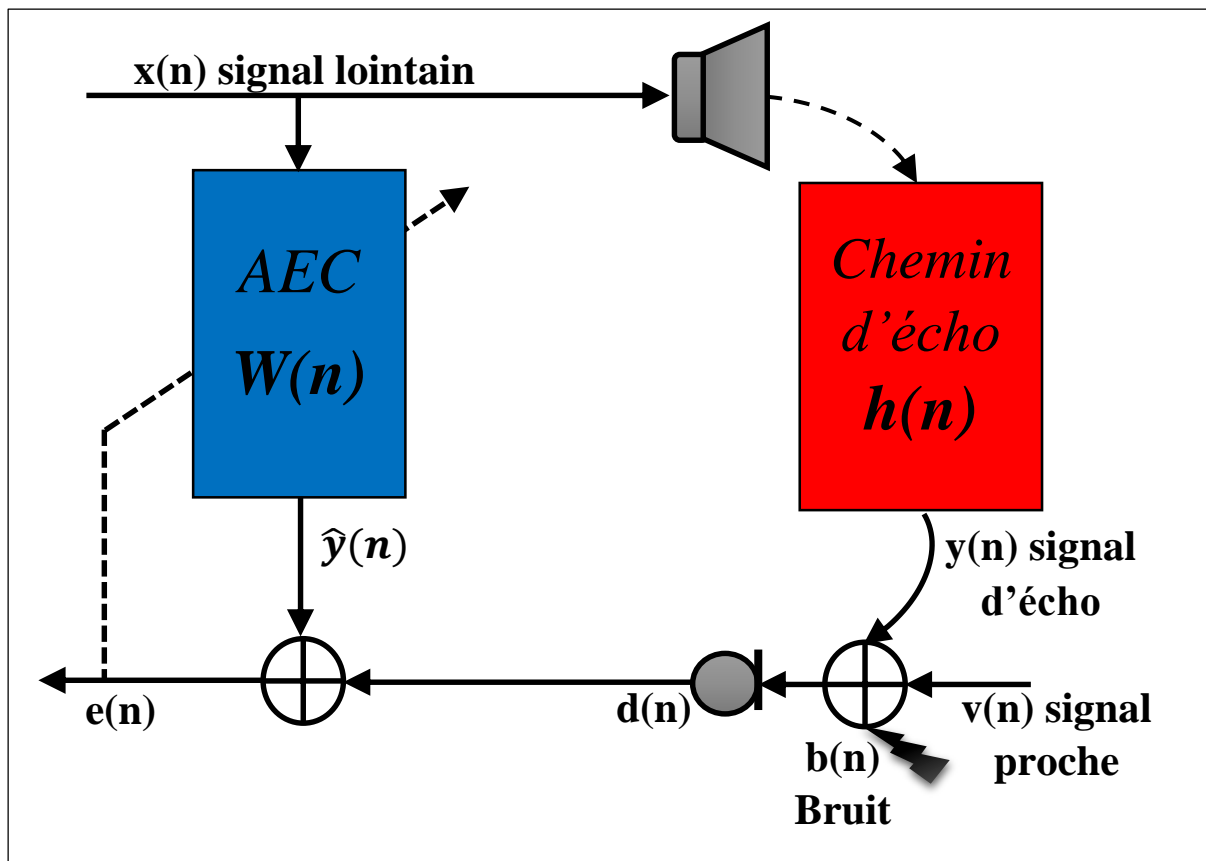 x(n) signal lointain
AEC
W(n)
Chemin
d’écho
h(n)
ŷ(n)
y(n) signal
d’écho
e(n)
d(n)
v(n) signal
proche
b(n)
Bruit